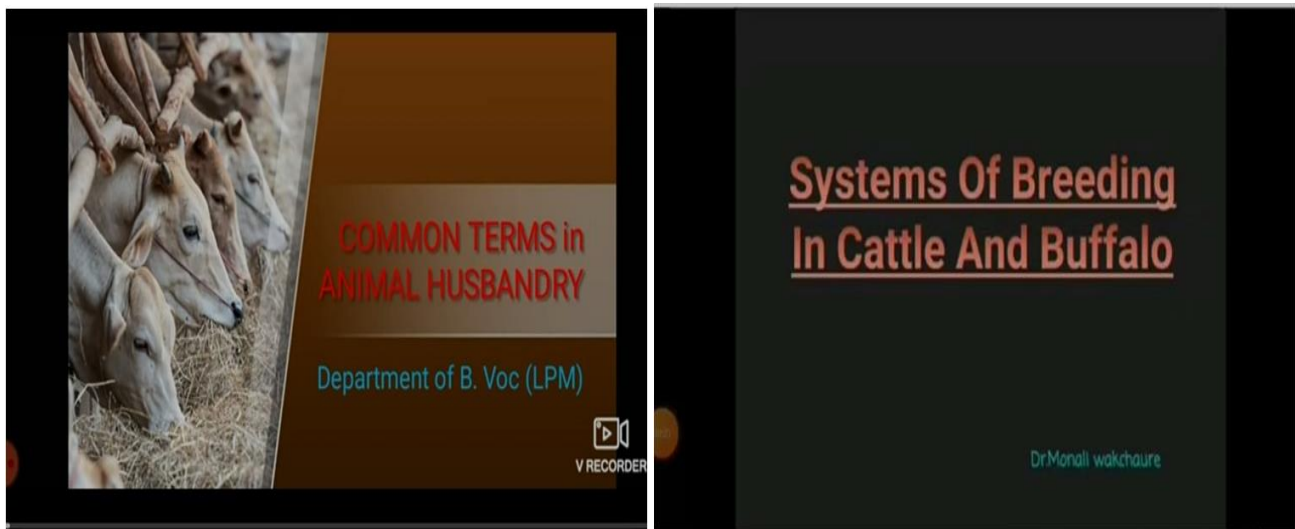 COMMON TERMS in
ANIMAL HUSBANDRY
Department of B. Voc (LPM)
V RECORDER
Systems Of Breeding
In Cattle And Buffalo
Dr.Monali wakchaure